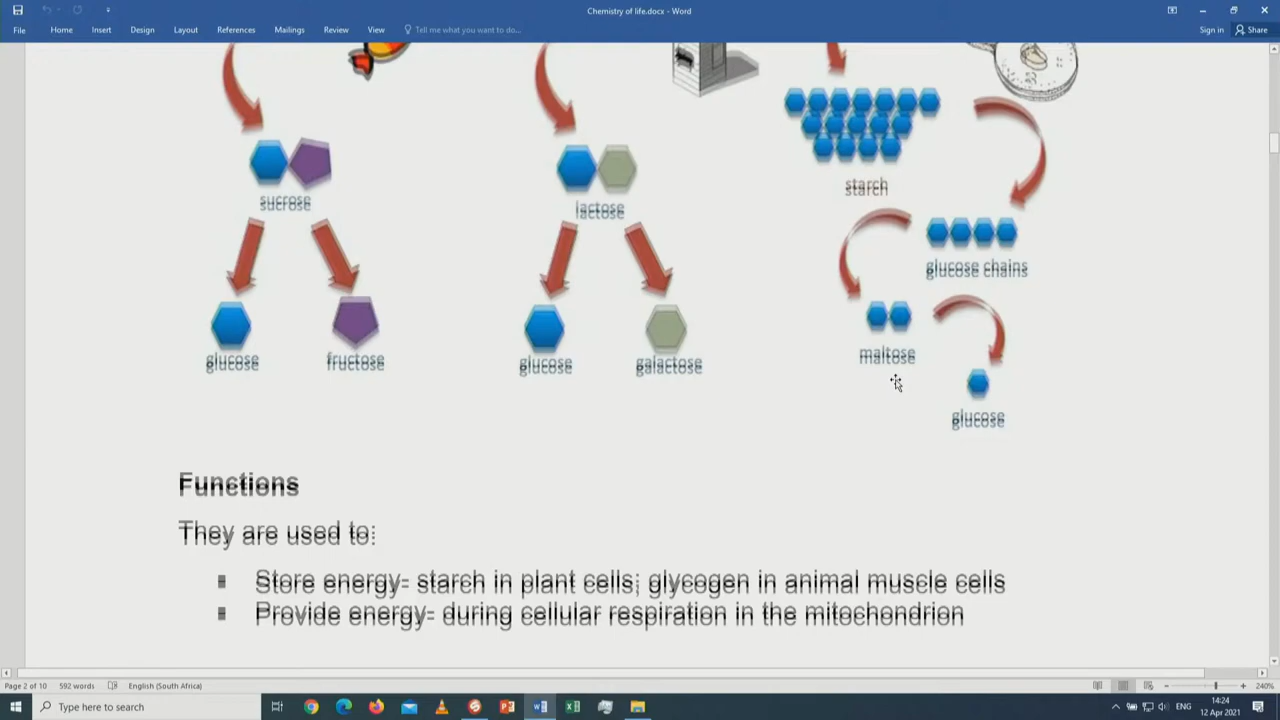 Chemistry of life.docx - Word
File Home Insert Design Layout References Mailings Review View Tell me what you want to do... Sign in Share
sucrose
lactose
starch
glucose chains
glucose
fructose
glucose
galactose
maltose
glucose
Functions
They are used to:
▪ Store energy- starch in plant cells; glycogen in animal muscle cells
▪ Provide energy- during cellular respiration in the mitochondrion
Page 2 of 10 592 words English (South Africa) 240%
Type here to search
ENG
14:24
12 Apr 2021